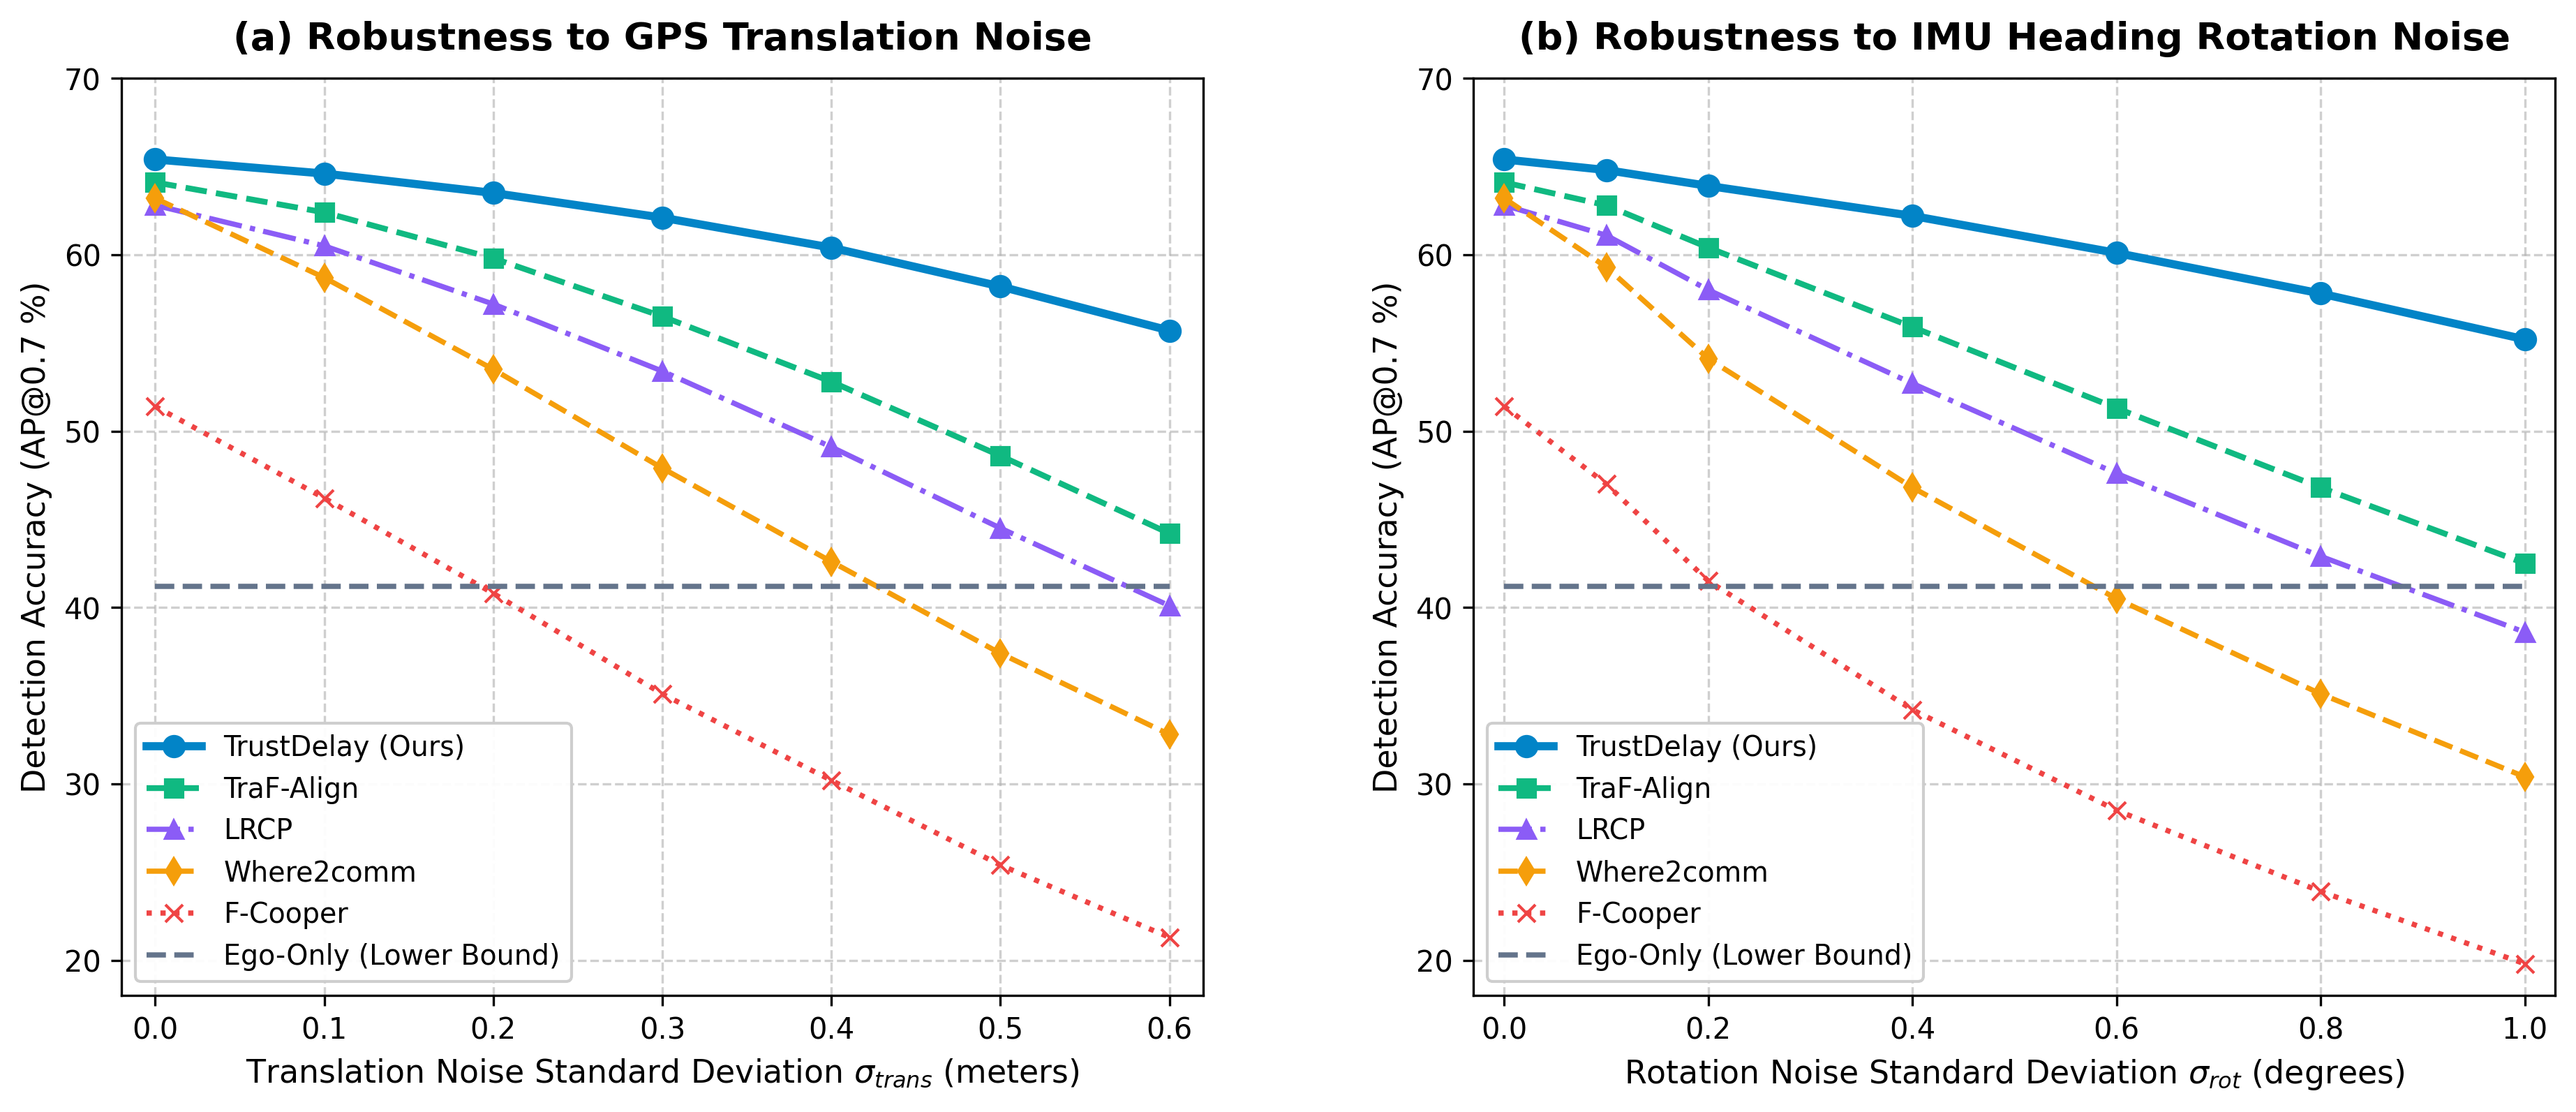 (a) Robustness to GPS Translation Noise
70
60
50
40
30
20
Detection Accuracy (AP@0.7 %)
TrustDelay (Ours)
TraF-Align
LRCP
Where2comm
F-Cooper
Ego-Only (Lower Bound)
0.0 0.1 0.2 0.3 0.4 0.5 0.6
Translation Noise Standard Deviation σ_trans (meters)
(b) Robustness to IMU Heading Rotation Noise
70
60
50
40
30
20
Detection Accuracy (AP@0.7 %)
TrustDelay (Ours)
TraF-Align
LRCP
Where2comm
F-Cooper
Ego-Only (Lower Bound)
0.0 0.2 0.4 0.6 0.8 1.0
Rotation Noise Standard Deviation σ_rot (degrees)